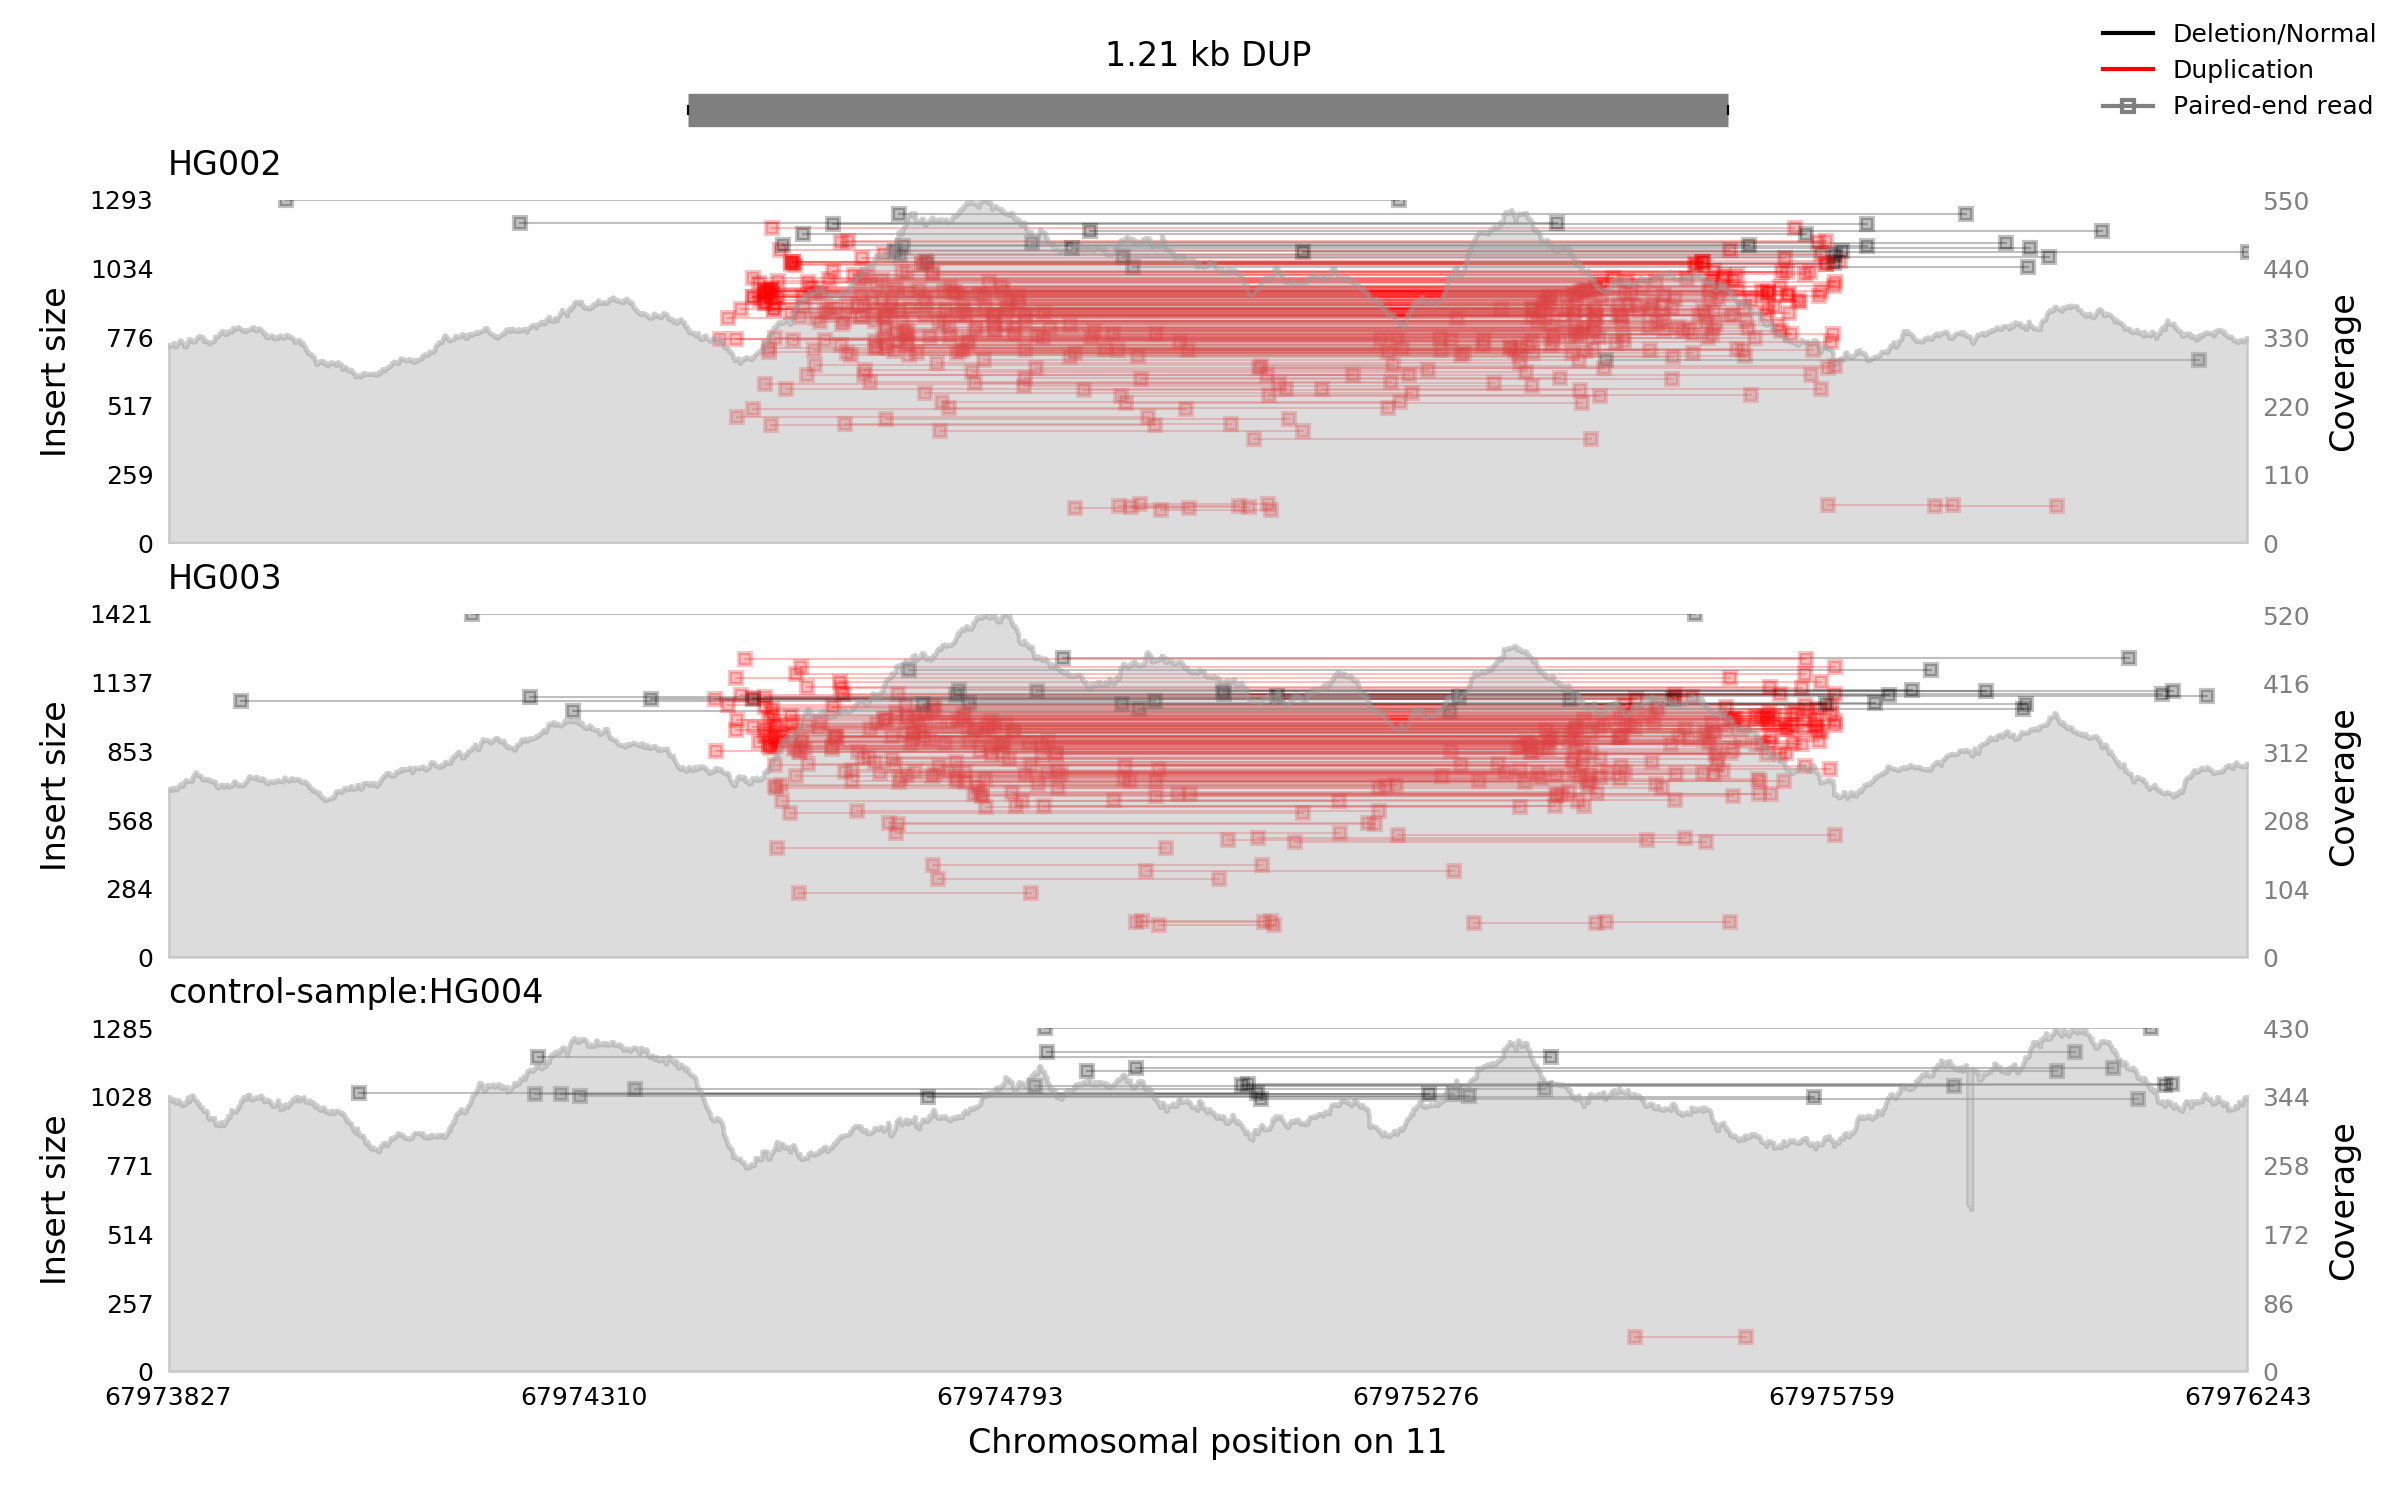 1.21 kb DUP
Deletion/Normal
Duplication
Paired-end read
HG002
1293
1034
776
517
259
0
Insert size
550
440
330
220
110
0
Coverage
HG003
1421
1137
853
568
284
0
Insert size
520
416
312
208
104
0
Coverage
control-sample:HG004
1285
1028
771
514
257
0
Insert size
430
344
258
172
86
0
Coverage
67973827 67974310 67974793 67975276 67975759 67976243
Chromosomal position on 11